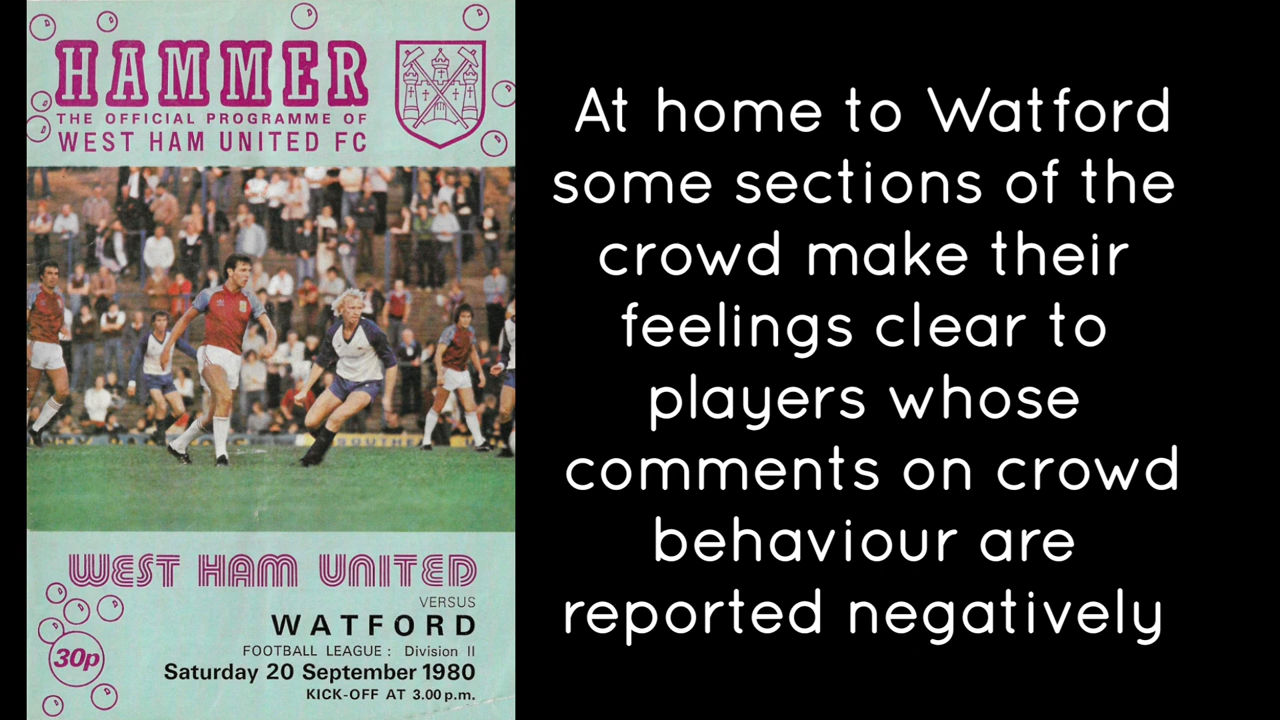 HAMMER
THE OFFICIAL PROGRAMME OF
WEST HAM UNITED FC
WEST HAM UNITED
VERSUS
WATFORD
FOOTBALL LEAGUE : Division II
Saturday 20 September 1980
KICK-OFF AT 3.00 p.m.
30p
At home to Watford
some sections of the
crowd make their
feelings clear to
players whose
comments on crowd
behaviour are
reported negatively